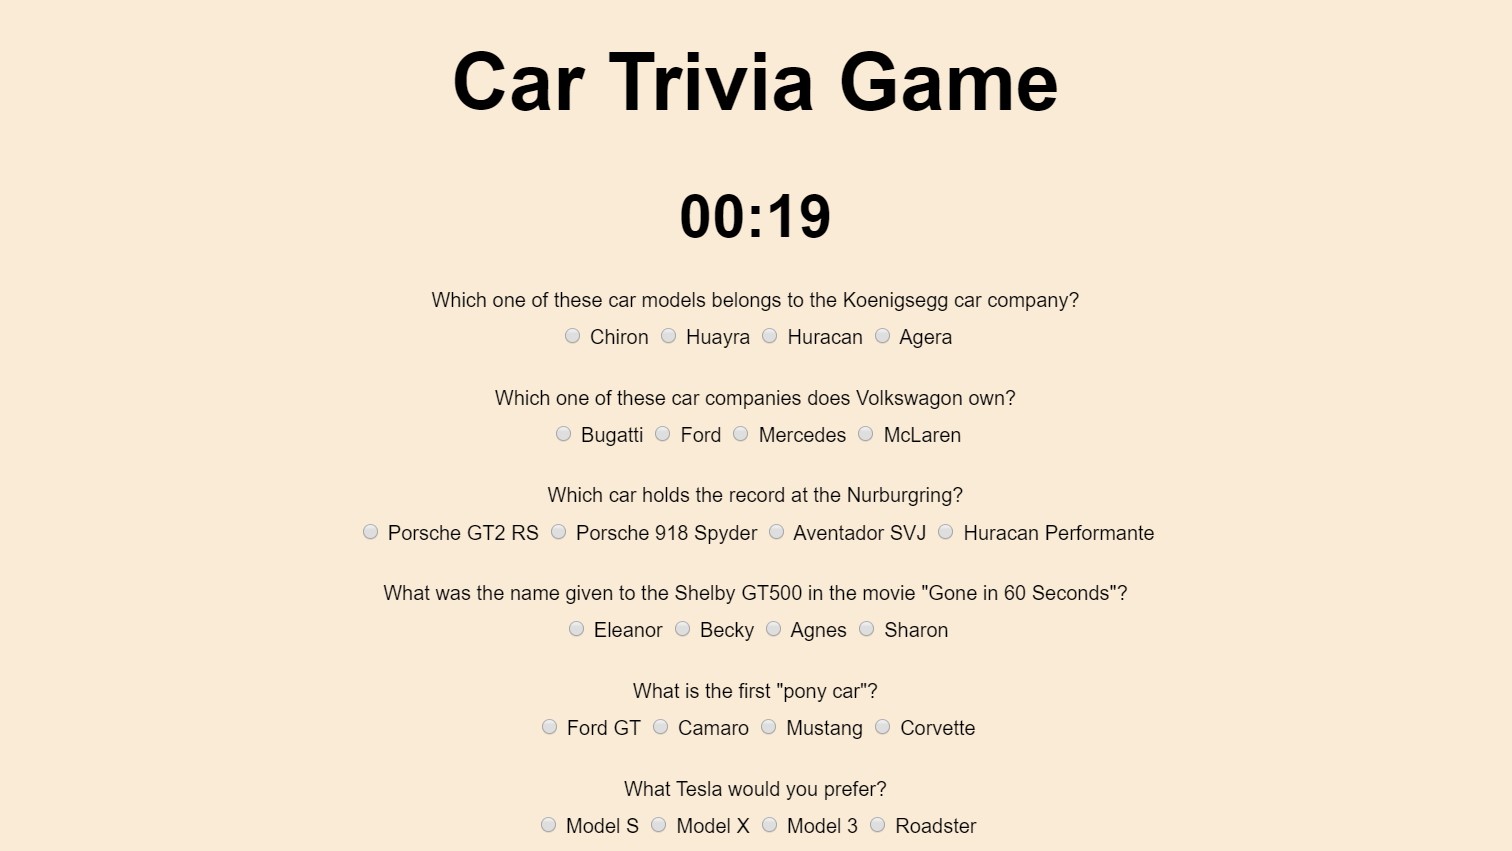 Car Trivia Game
00:19
Which one of these car models belongs to the Koenigsegg car company?
Chiron Huayra Huracan Agera
Which one of these car companies does Volkswagon own?
Bugatti Ford Mercedes McLaren
Which car holds the record at the Nurburgring?
Porsche GT2 RS Porsche 918 Spyder Aventador SVJ Huracan Performante
What was the name given to the Shelby GT500 in the movie "Gone in 60 Seconds"?
Eleanor Becky Agnes Sharon
What is the first "pony car"?
Ford GT Camaro Mustang Corvette
What Tesla would you prefer?
Model S Model X Model 3 Roadster